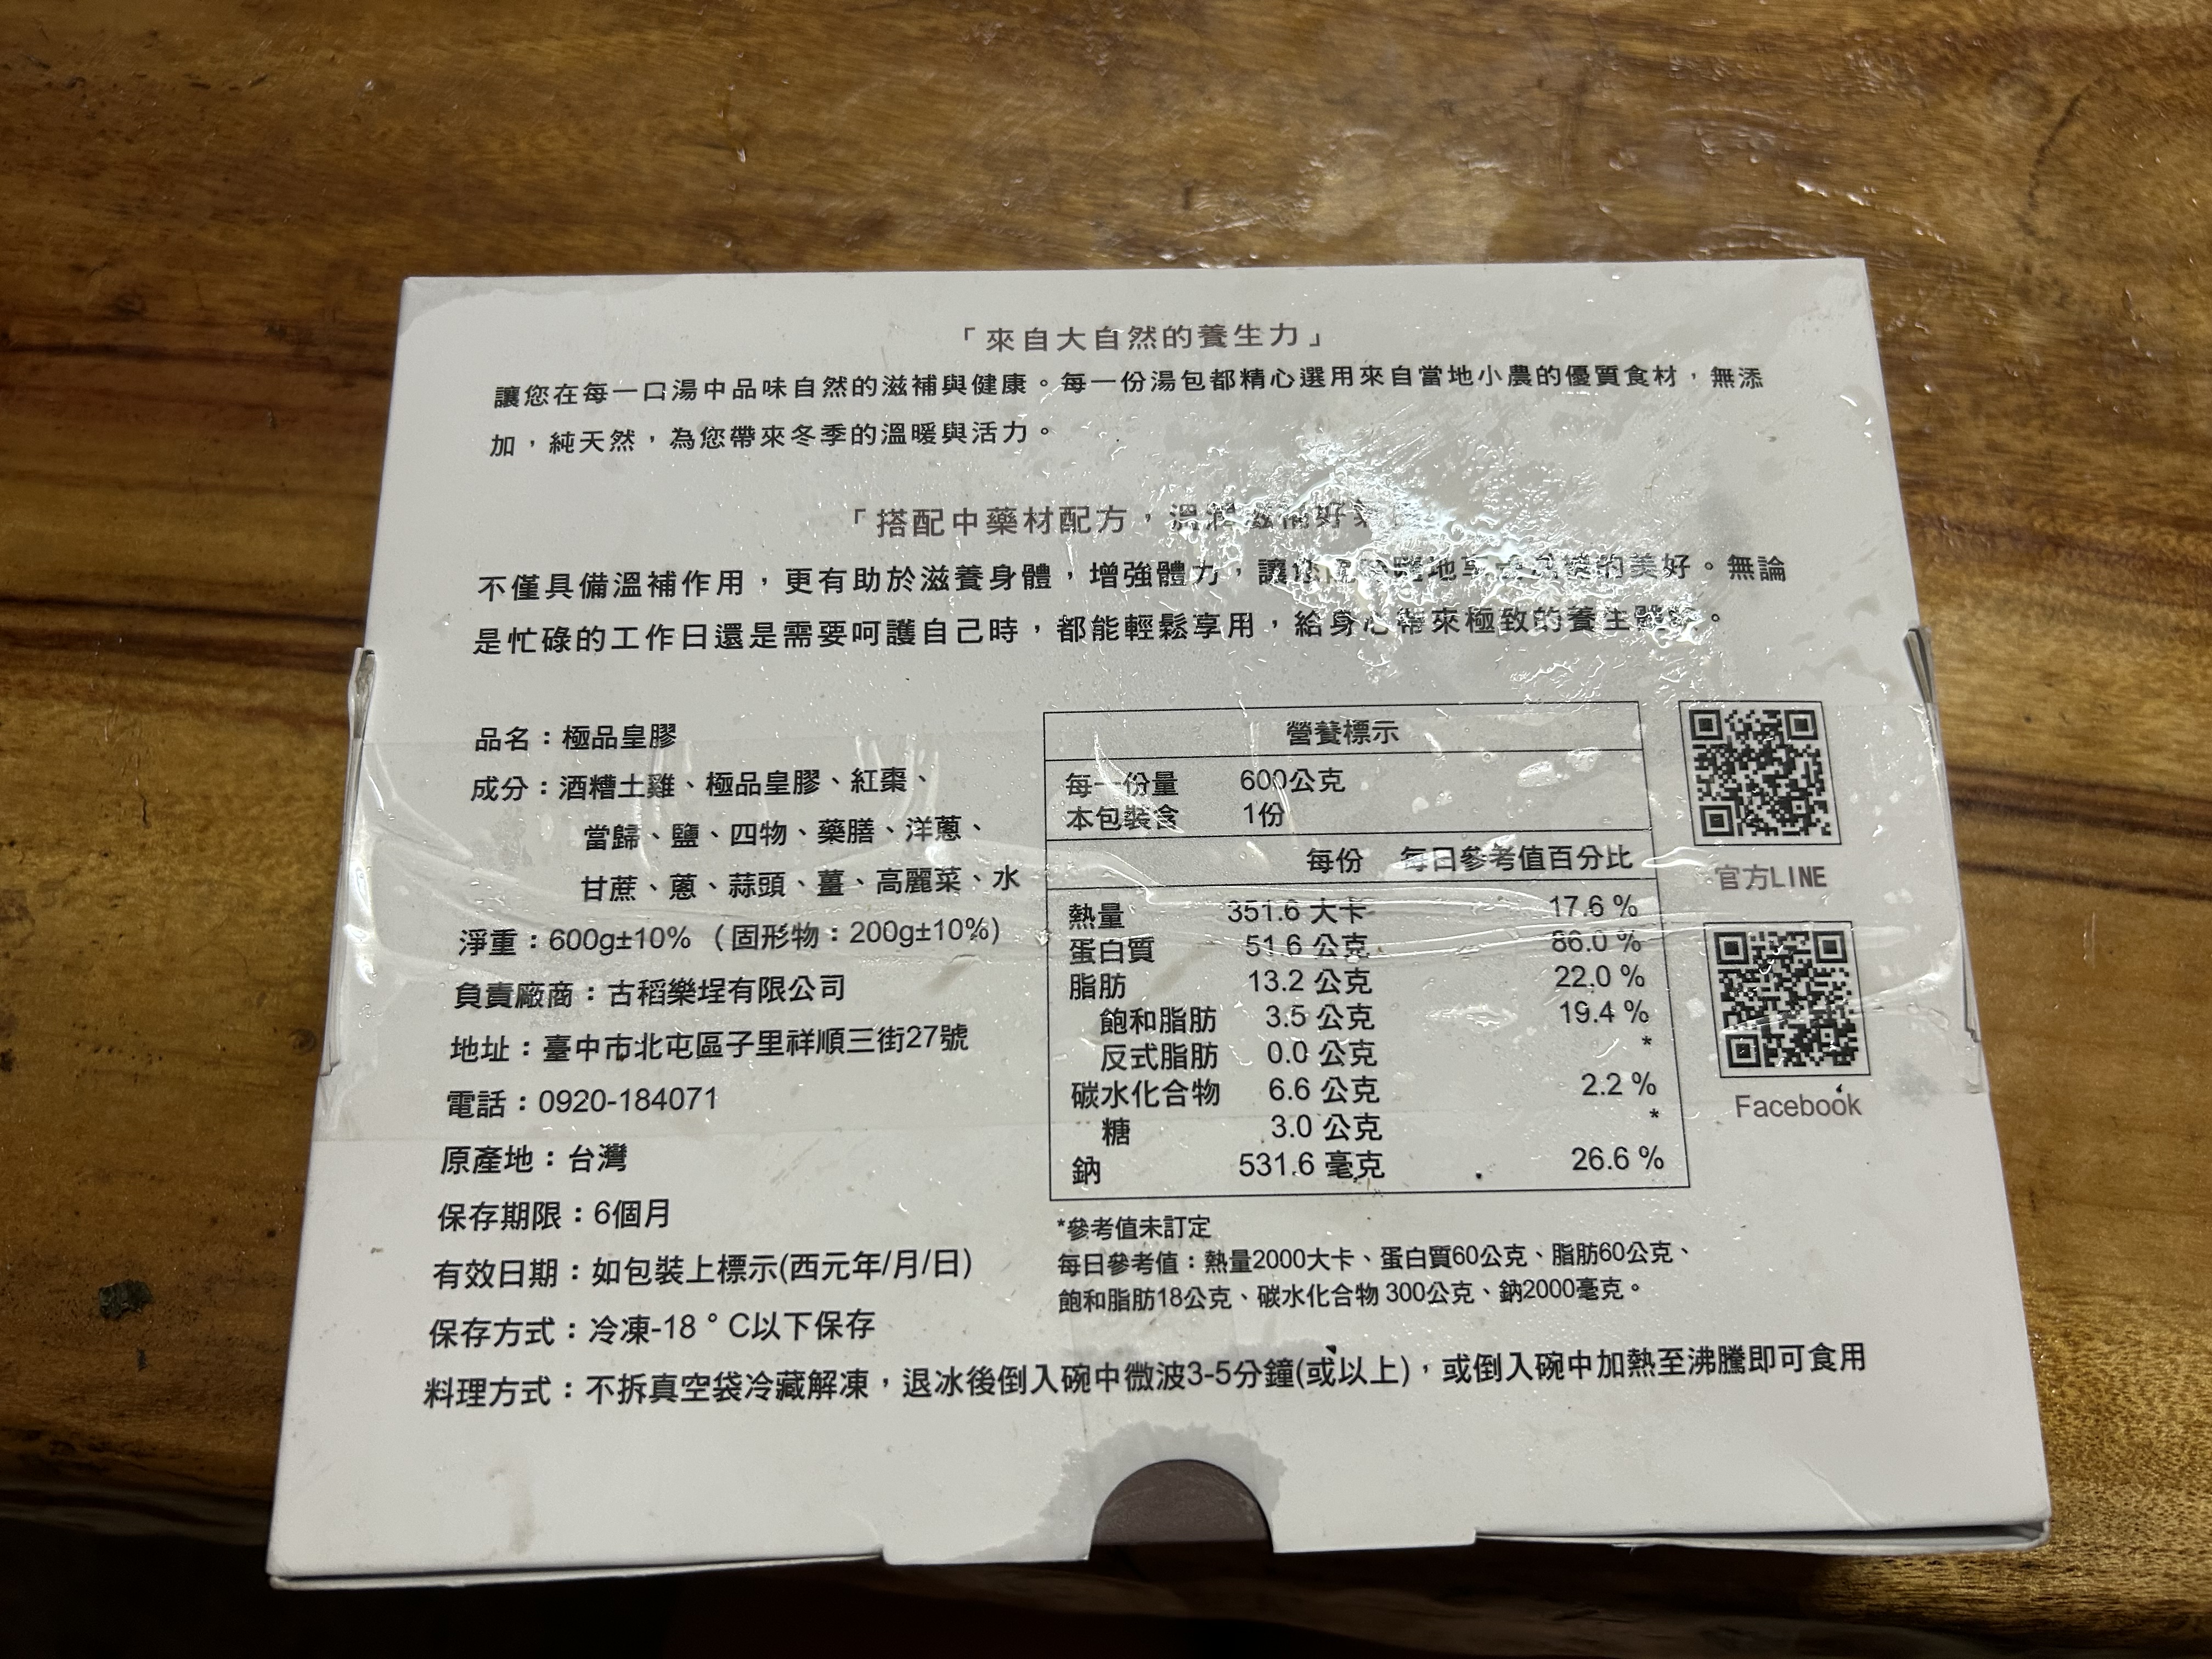 「來自大自然的養生力」
讓您在每一口湯中品味自然的滋補與健康。每一份湯包都精心選用來自當地小農的優質食材，無添
加，純天然，為您帶來冬季的溫暖與活力。
「搭配中藥材配方，滋補好
不僅具備溫補作用，更有助於滋養身體，增強體力，讓您 地享 的美好。無論
是忙碌的工作日還是需要呵護自己時，都能輕鬆享用，給身心帶來極致的養生體驗。
品名：極品皇膠
成分：酒糟土雞、極品皇膠、紅棗、
當歸、鹽、四物、藥膳、洋蔥、
甘蔗、蔥、蒜頭、薑、高麗菜、水
淨重：600g±10%（固形物：200g±10%）
負責廠商：古稻樂埕有限公司
地址：臺中市北屯區子里祥順三街27號
電話：0920-184071
原產地：台灣
保存期限：6個月
有效日期：如包裝上標示(西元年/月/日)
保存方式：冷凍-18°C以下保存
料理方式：不拆真空袋冷藏解凍，退冰後倒入碗中微波3-5分鐘(或以上)，或倒入碗中加熱至沸騰即可食用
營養標示
每一份量 600公克
本包裝含 1份
每份 每日參考值百分比
熱量 351.6 大卡 17.6 %
蛋白質 51.6 公克 86.0 %
脂肪 13.2 公克 22.0 %
飽和脂肪 3.5 公克 19.4 %
反式脂肪 0.0 公克 *
碳水化合物 6.6 公克 2.2 %
糖 3.0 公克 *
鈉 531.6 毫克 26.6 %
*參考值未訂定
每日參考值：熱量2000大卡、蛋白質60公克、脂肪60公克、
飽和脂肪18公克、碳水化合物 300公克、鈉2000毫克。
官方LINE
Facebook